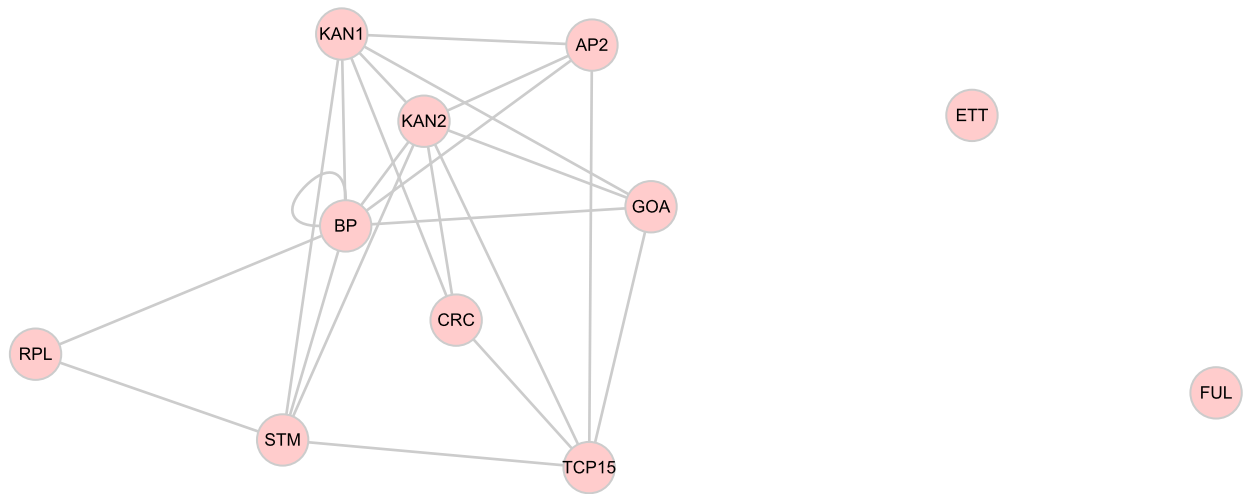 KAN1
AP2
ETT
KAN2
GOA
BP
CRC
RPL
FUL
STM
TCP15